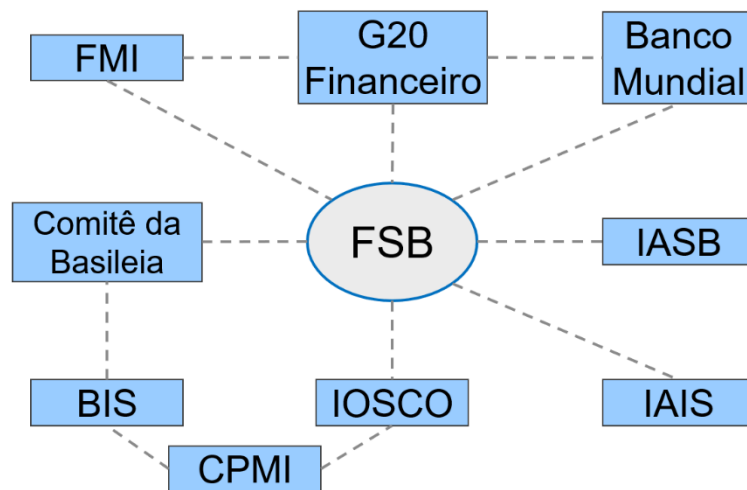 FMI
G20
Financeiro
Banco
Mundial
Comitê da
Basileia
FSB
IASB
BIS
IOSCO
IAIS
CPMI